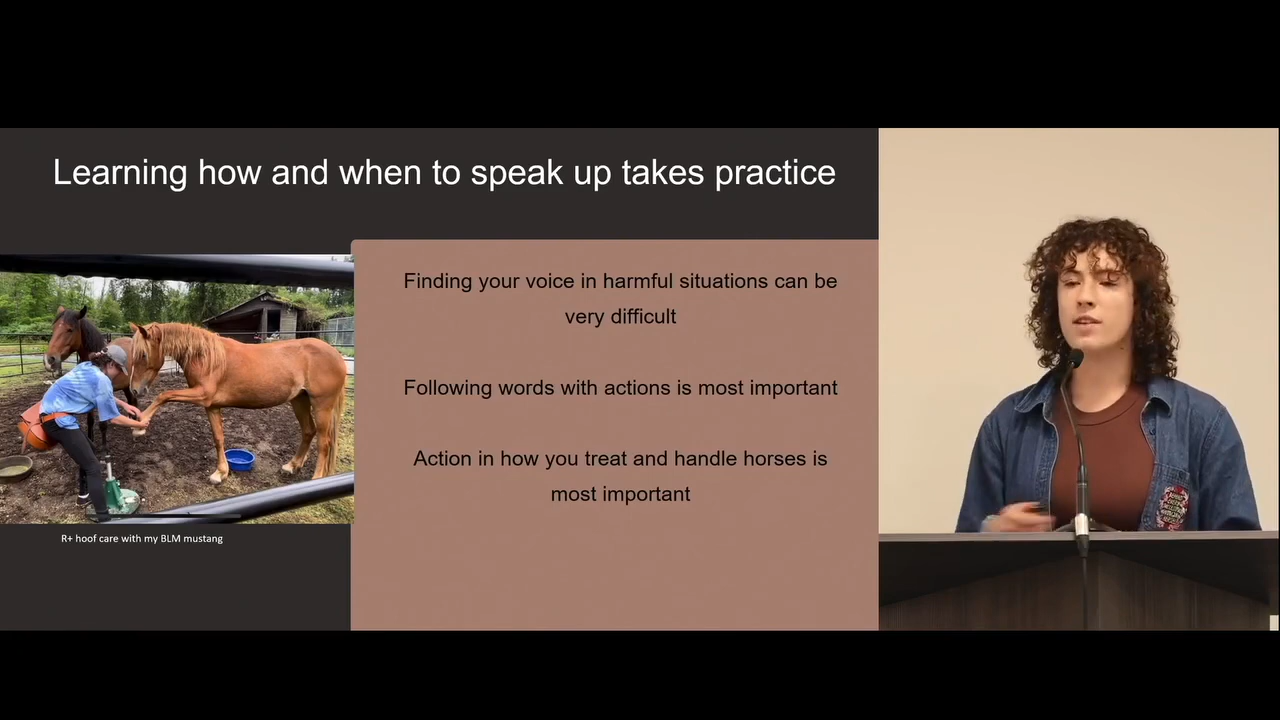 Learning how and when to speak up takes practice
Finding your voice in harmful situations can be
very difficult
Following words with actions is most important
Action in how you treat and handle horses is
most important
R+ hoof care with my BLM mustang